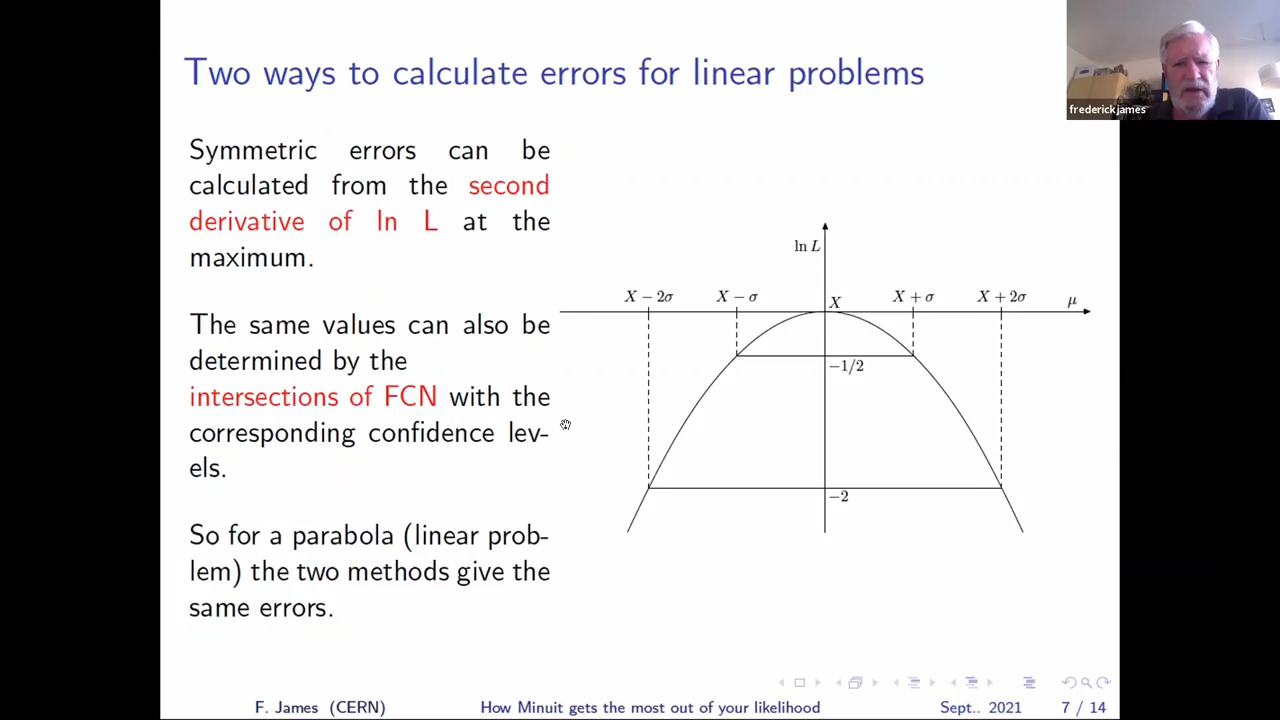 Two ways to calculate errors for linear problems
frederick james
Symmetric errors can be
calculated from the second
derivative of ln L at the
maximum.
The same values can also be
determined by the
intersections of FCN with the
corresponding confidence lev-
els.
So for a parabola (linear prob-
lem) the two methods give the
same errors.
ln L
X − 2σ X − σ X X + σ X + 2σ μ
−1/2
−2
F. James (CERN) How Minuit gets the most out of your likelihood Sept.. 2021 7 / 14